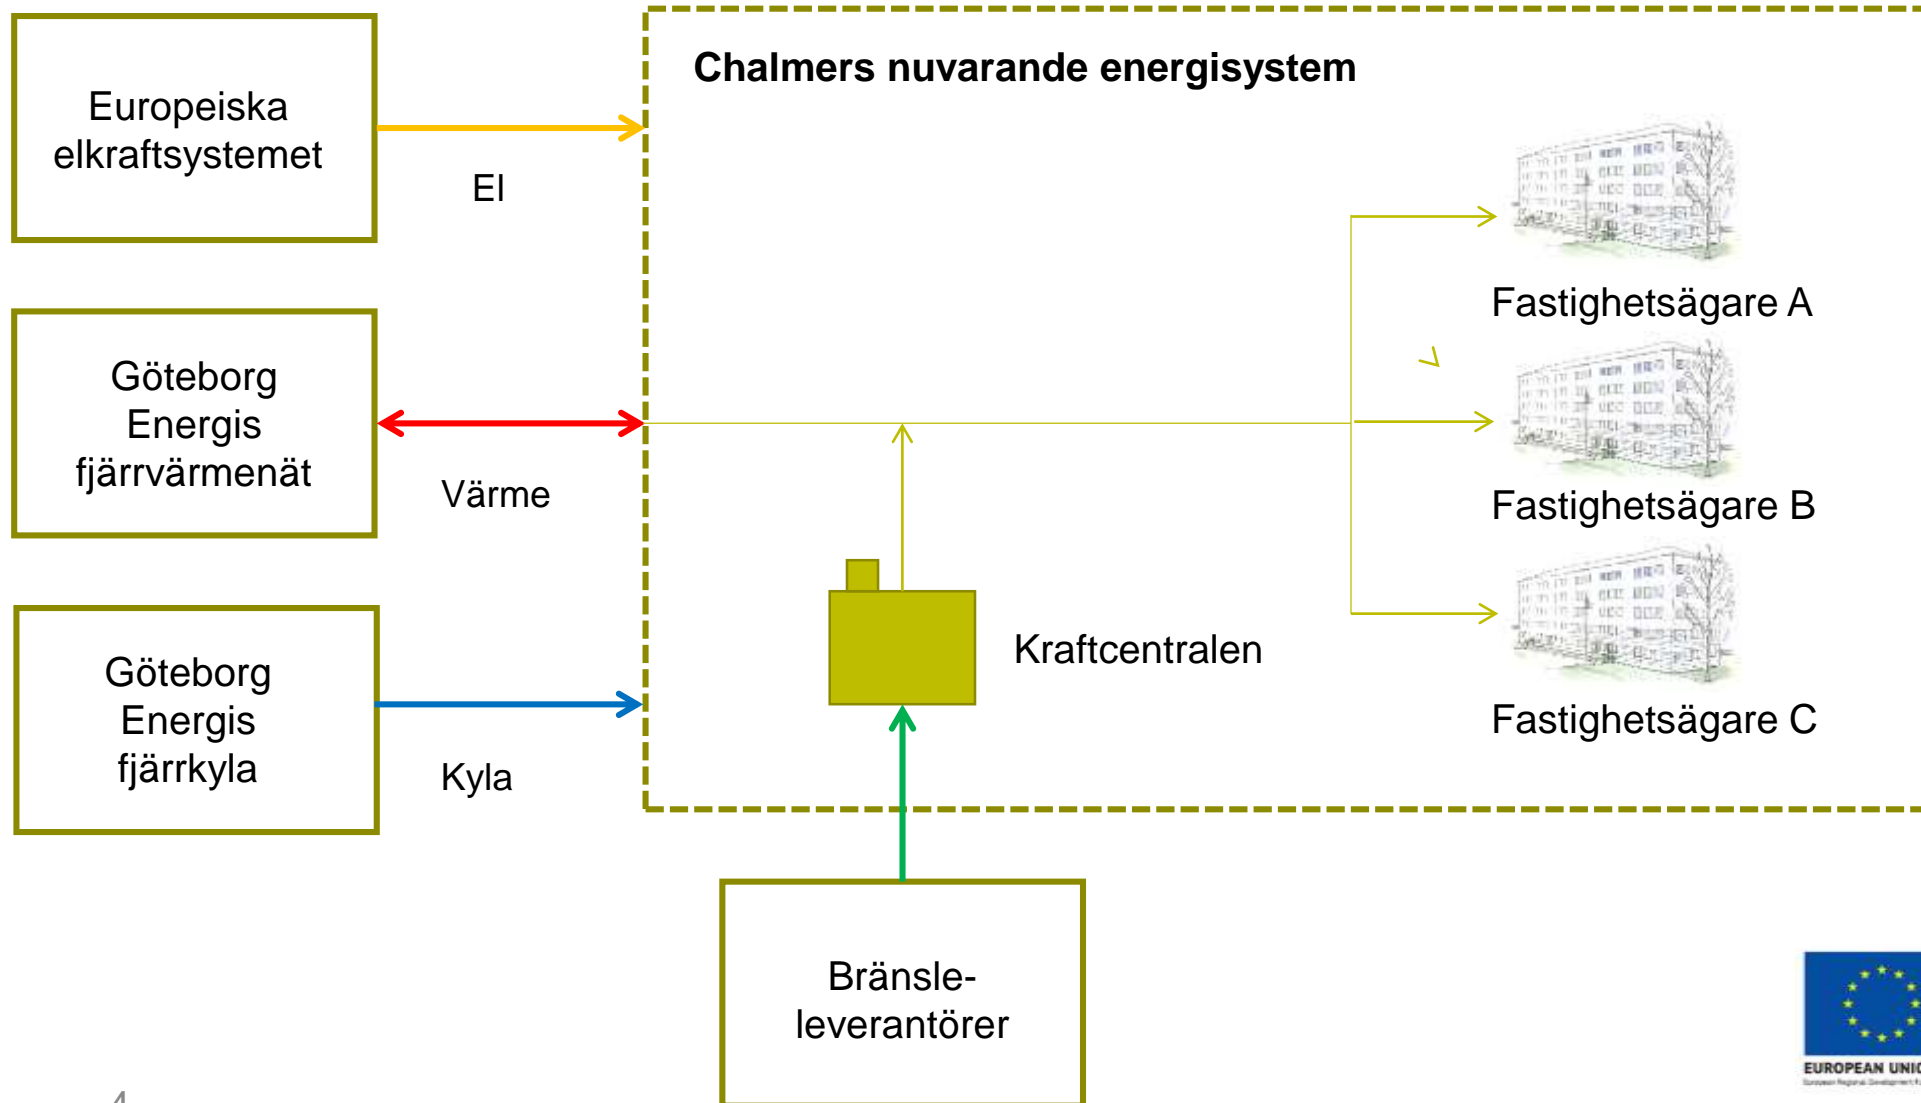 Chalmers nuvarande energisystem
Europeiska
elkraftsystemet
El
Göteborg
Energis
fjärrvärmenät
Värme
Göteborg
Energis
fjärrkyla
Kyla
Fastighetsägare A
Fastighetsägare B
Fastighetsägare C
Kraftcentralen
Bränsle-
leverantörer
EUROPEAN UNIO
4